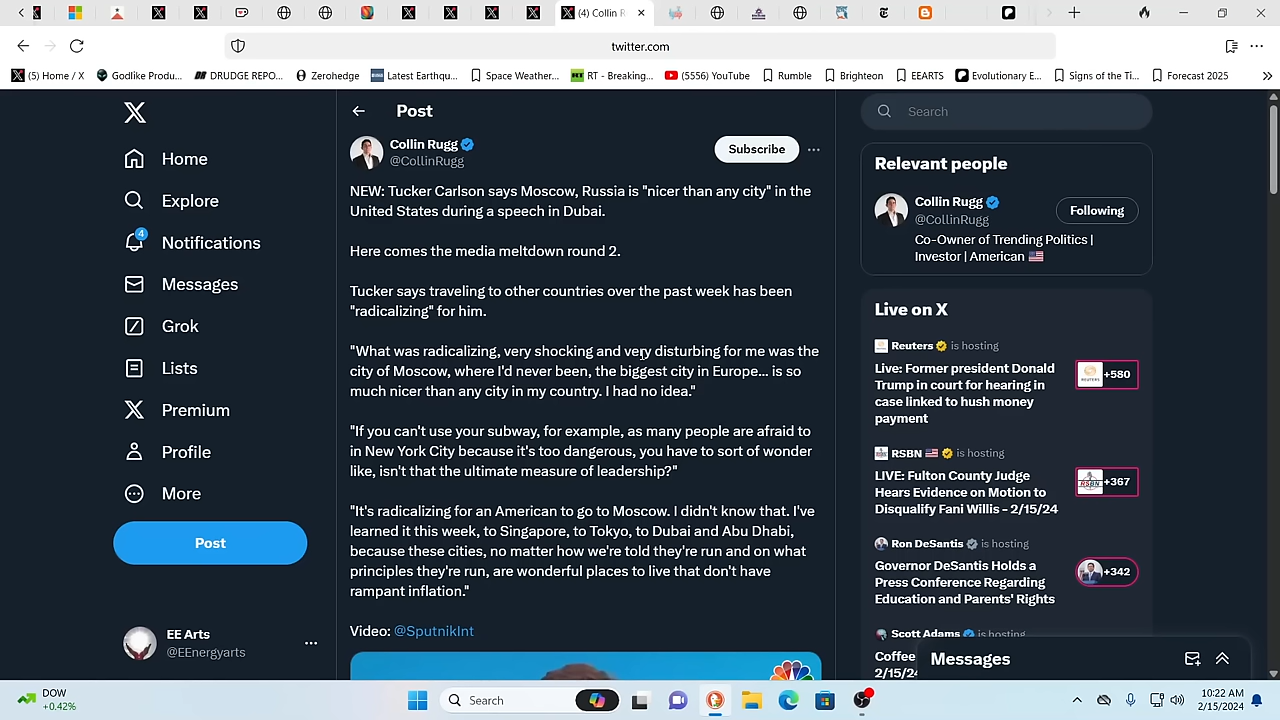 (4) Collin R
twitter.com
(5) Home / X
Godlike Produ...
DRUDGE REPO...
Zerohedge
Latest Earthqu...
Space Weather...
RT - Breaking...
(5556) YouTube
Rumble
Brighteon
EEARTS
Evolutionary E...
Signs of the Ti...
Forecast 2025
Home
Explore
4
Notifications
Messages
Grok
Lists
Premium
Profile
More
Post
EE Arts
@EEnergyarts
Post
Collin Rugg
@CollinRugg
Subscribe
NEW: Tucker Carlson says Moscow, Russia is "nicer than any city" in the
United States during a speech in Dubai.
Here comes the media meltdown round 2.
Tucker says traveling to other countries over the past week has been
"radicalizing" for him.
"What was radicalizing, very shocking and very disturbing for me was the
city of Moscow, where I'd never been, the biggest city in Europe... is so
much nicer than any city in my country. I had no idea."
"If you can't use your subway, for example, as many people are afraid to
in New York City because it's too dangerous, you have to sort of wonder
like, isn't that the ultimate measure of leadership?"
"It's radicalizing for an American to go to Moscow. I didn't know that. I've
learned it this week, to Singapore, to Tokyo, to Dubai and Abu Dhabi,
because these cities, no matter how we're told they're run and on what
principles they're run, are wonderful places to live that don't have
rampant inflation."
Video: @SputnikInt
Search
Relevant people
Collin Rugg
@CollinRugg
Following
Co-Owner of Trending Politics |
Investor | American
Live on X
Reuters is hosting
Live: Former president Donald
Trump in court for hearing in
case linked to hush money
payment
+580
RSBN is hosting
LIVE: Fulton County Judge
Hears Evidence on Motion to
Disqualify Fani Willis - 2/15/24
+367
Ron DeSantis is hosting
Governor DeSantis Holds a
Press Conference Regarding
Education and Parents' Rights
+342
Scott Adams is hosting
Coffee
2/15/24
Messages
DOW
+0.42%
Search
10:22 AM
2/15/2024